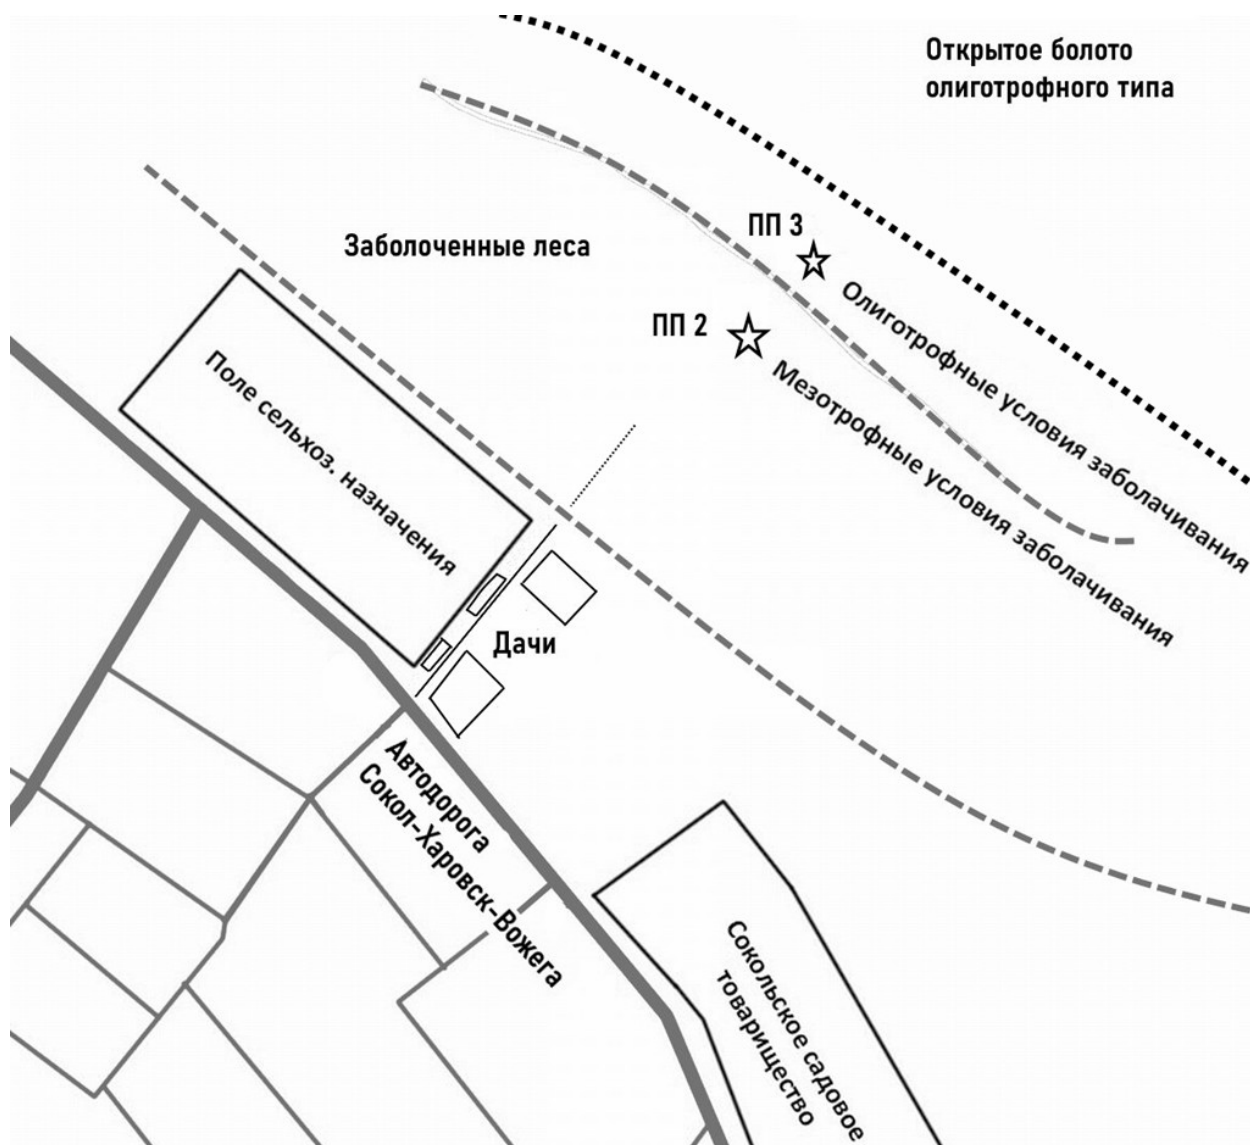 Открытое болото
олиготрофного типа
ПП 3
Заболоченные леса
Олиготрофные условия заболачивания
ПП 2
Мезотрофные условия заболачивания
Поле сельхоз. назначения
Дачи
Автодорога
Сокол-Харовск-Вожега
Сокольское садовое
товарищество